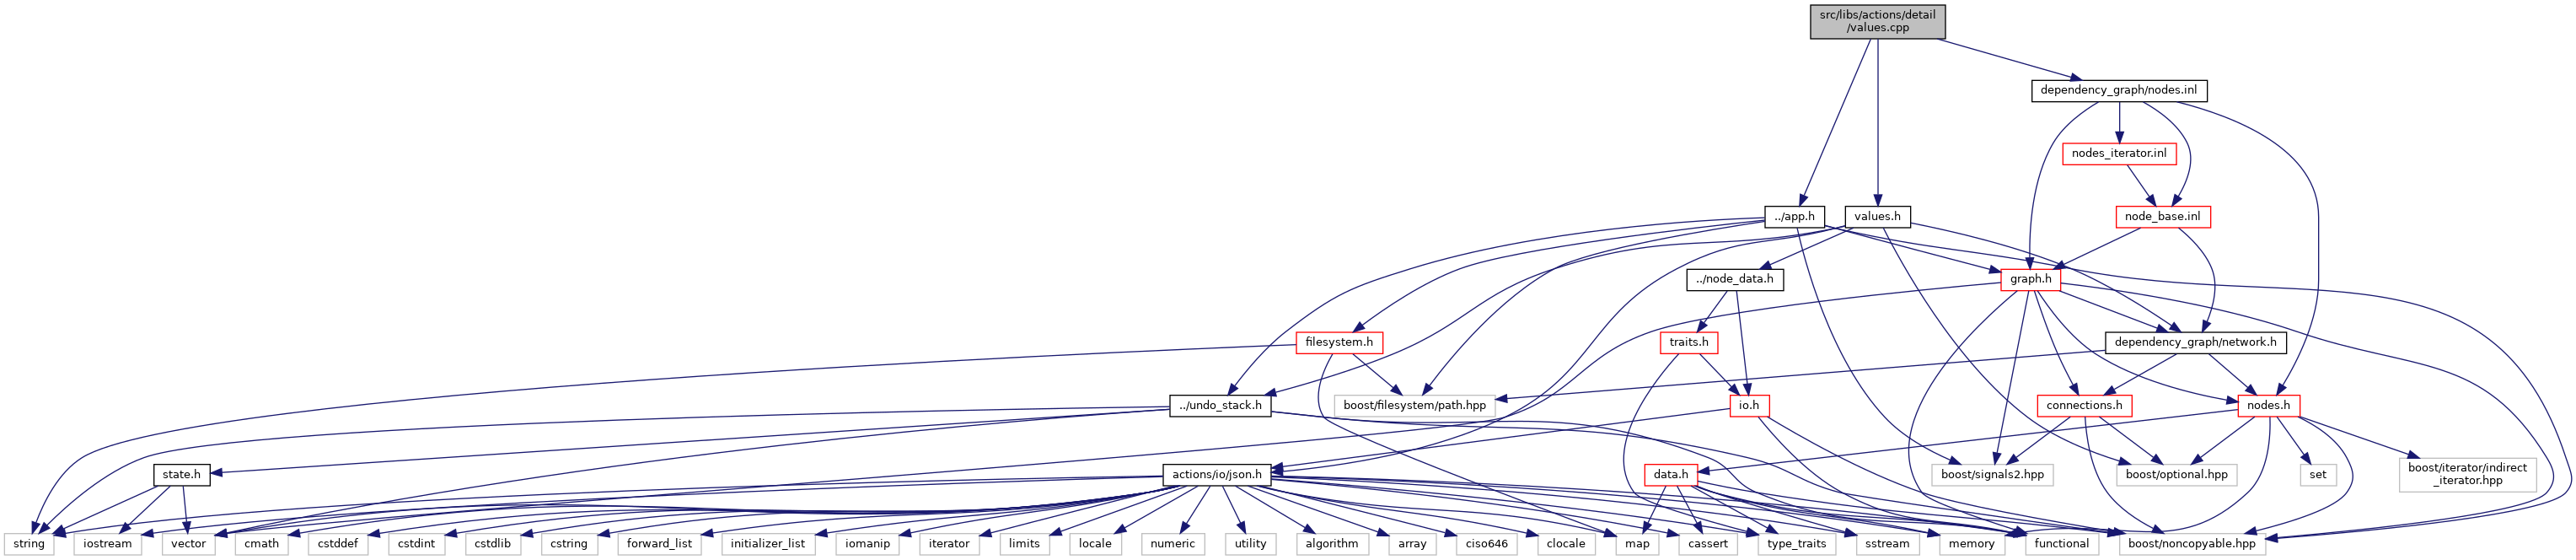 src/libs/actions/detail
/values.cpp
dependency_graph/nodes.inl
nodes_iterator.inl
../app.h
values.h
node_base.inl
../node_data.h
graph.h
filesystem.h
traits.h
dependency_graph/network.h
../undo_stack.h
boost/filesystem/path.hpp
io.h
connections.h
nodes.h
state.h
actions/io/json.h
data.h
boost/signals2.hpp
boost/optional.hpp
set
boost/iterator/indirect
_iterator.hpp
string
iostream
vector
cmath
cstddef
cstdint
cstdlib
cstring
forward_list
initializer_list
iomanip
iterator
limits
locale
numeric
utility
algorithm
array
ciso646
clocale
map
cassert
type_traits
sstream
memory
functional
boost/noncopyable.hpp